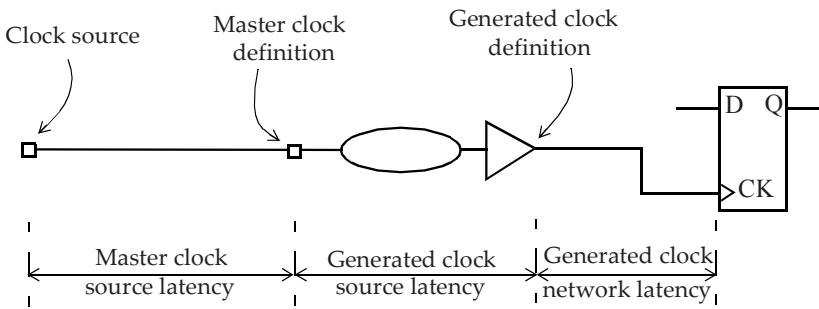 Clock source
Master clock
definition
Generated clock
definition
D Q
CK
Master clock
source latency
Generated clock
source latency
Generated clock
network latency